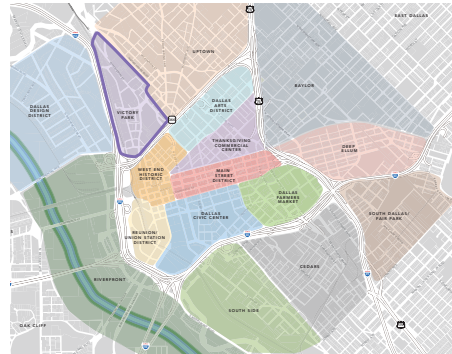 EAST DALLAS
UPTOWN
BAYLOR
DALLAS
DESIGN
DISTRICT
VICTORY
PARK
DALLAS
ARTS
DISTRICT
THANKSGIVING
COMMERCIAL
CENTER
DEEP
ELLUM
WEST END
HISTORIC
DISTRICT
MAIN
STREET
DISTRICT
DALLAS
FARMERS
MARKET
DALLAS
CIVIC CENTER
SOUTH DALLAS/
FAIR PARK
REUNION/
UNION STATION
DISTRICT
CEDARS
RIVERFRONT
SOUTH SIDE
OAK CLIFF